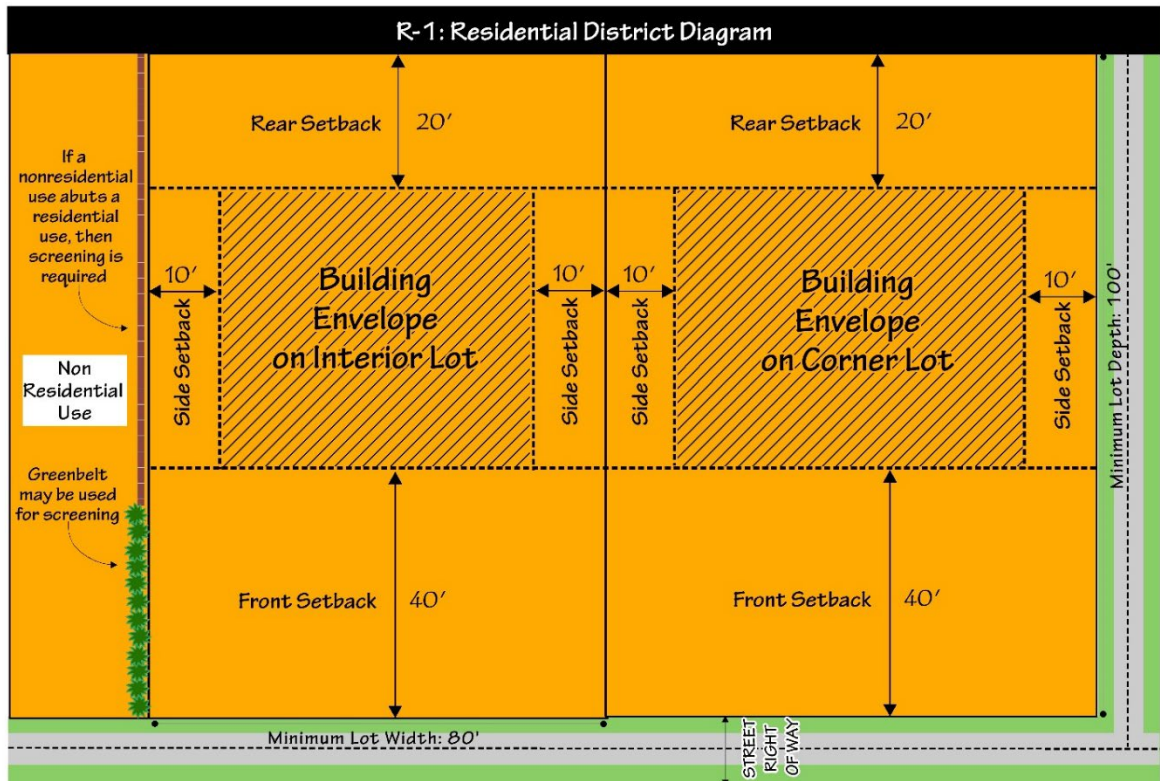 R-1: Residential District Diagram
Rear Setback 20'
Rear Setback 20'
If a
nonresidential
use abuts a
residential
use, then
screening is
required
10'
Side Setback
Building
Envelope
on Interior Lot
10'
Side Setback
10'
Side Setback
Building
Envelope
on Corner Lot
10'
Side Setback
Minimum Lot Depth: 100'
Non
Residential
Use
Greenbelt
may be used
for screening
Front Setback 40'
Front Setback 40'
Minimum Lot Width: 80'
STREET
RIGHT
OF WAY